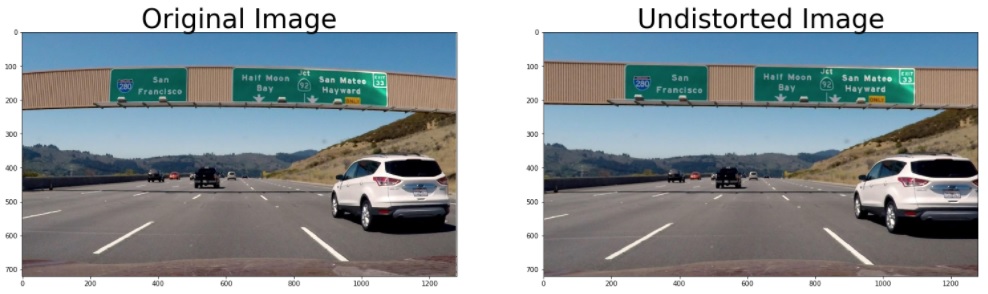 Original Image
Undistorted Image
0
100
200
300
400
500
600
700
0
200
400
600
800
1000
1200
280
San
Francisco
Half Moon
Bay
Jct
92
San Mateo
Hayward
EXIT
33
ONLY
0
100
200
300
400
500
600
700
0
200
400
600
800
1000
1200
280
San
Francisco
Half Moon
Bay
Jct
92
San Mateo
Hayward
EXIT
33
ONLY